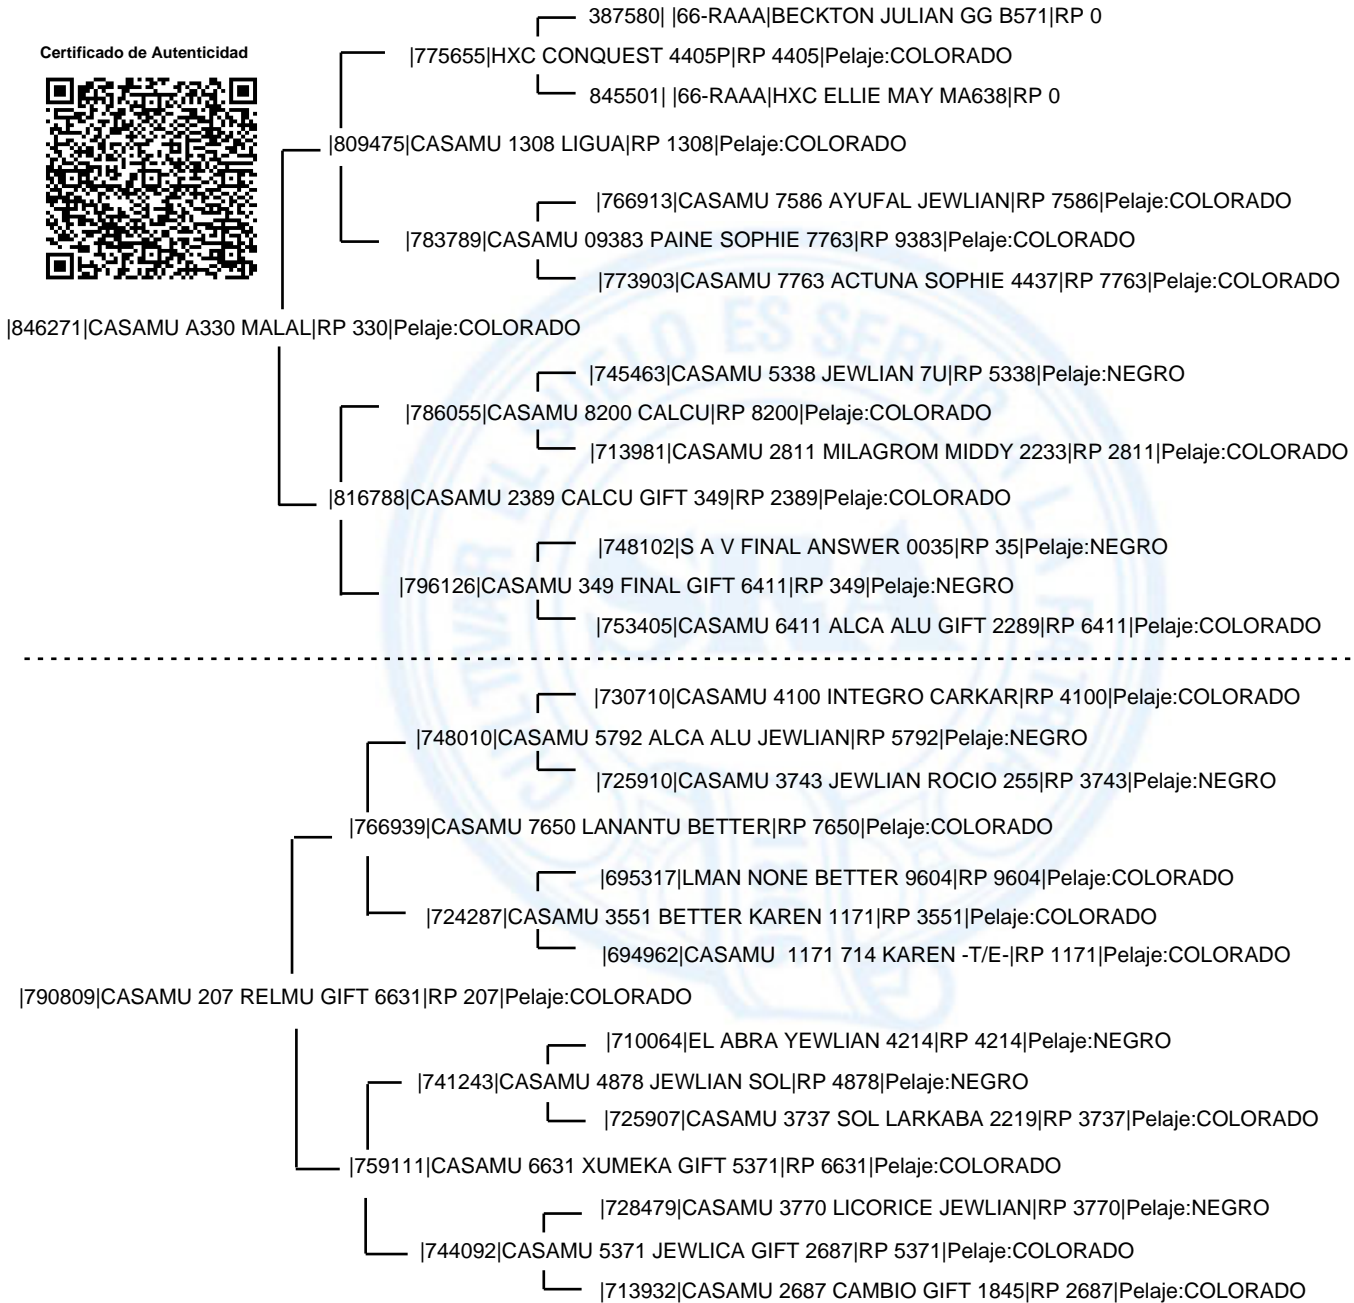 387580| |66-RAAA|BECKTON JULIAN GG B571|RP 0
Certificado de Autenticidad
|775655|HXC CONQUEST 4405P|RP 4405|Pelaje:COLORADO
845501| |66-RAAA|HXC ELLIE MAY MA638|RP 0
|809475|CASAMU 1308 LIGUA|RP 1308|Pelaje:COLORADO
|766913|CASAMU 7586 AYUFAL JEWLIAN|RP 7586|Pelaje:COLORADO
|783789|CASAMU 09383 PAINE SOPHIE 7763|RP 9383|Pelaje:COLORADO
|773903|CASAMU 7763 ACTUNA SOPHIE 4437|RP 7763|Pelaje:COLORADO
|846271|CASAMU A330 MALAL|RP 330|Pelaje:COLORADO
|745463|CASAMU 5338 JEWLIAN 7U|RP 5338|Pelaje:NEGRO
|786055|CASAMU 8200 CALCU|RP 8200|Pelaje:COLORADO
|713981|CASAMU 2811 MILAGROM MIDDY 2233|RP 2811|Pelaje:COLORADO
|816788|CASAMU 2389 CALCU GIFT 349|RP 2389|Pelaje:COLORADO
|748102|S A V FINAL ANSWER 0035|RP 35|Pelaje:NEGRO
|796126|CASAMU 349 FINAL GIFT 6411|RP 349|Pelaje:NEGRO
|753405|CASAMU 6411 ALCA ALU GIFT 2289|RP 6411|Pelaje:COLORADO
|730710|CASAMU 4100 INTEGRO CARKAR|RP 4100|Pelaje:COLORADO
|748010|CASAMU 5792 ALCA ALU JEWLIAN|RP 5792|Pelaje:NEGRO
|725910|CASAMU 3743 JEWLIAN ROCIO 255|RP 3743|Pelaje:NEGRO
|766939|CASAMU 7650 LANANTU BETTER|RP 7650|Pelaje:COLORADO
|695317|LMAN NONE BETTER 9604|RP 9604|Pelaje:COLORADO
|724287|CASAMU 3551 BETTER KAREN 1171|RP 3551|Pelaje:COLORADO
|694962|CASAMU  1171 714 KAREN -T/E-|RP 1171|Pelaje:COLORADO
|790809|CASAMU 207 RELMU GIFT 6631|RP 207|Pelaje:COLORADO
|710064|EL ABRA YEWLIAN 4214|RP 4214|Pelaje:NEGRO
|741243|CASAMU 4878 JEWLIAN SOL|RP 4878|Pelaje:NEGRO
|725907|CASAMU 3737 SOL LARKABA 2219|RP 3737|Pelaje:COLORADO
|759111|CASAMU 6631 XUMEKA GIFT 5371|RP 6631|Pelaje:COLORADO
|728479|CASAMU 3770 LICORICE JEWLIAN|RP 3770|Pelaje:NEGRO
|744092|CASAMU 5371 JEWLICA GIFT 2687|RP 5371|Pelaje:COLORADO
|713932|CASAMU 2687 CAMBIO GIFT 1845|RP 2687|Pelaje:COLORADO
CULTIVAR EL SUELO ES SERVIR A LA PATRIA
SRA
1866